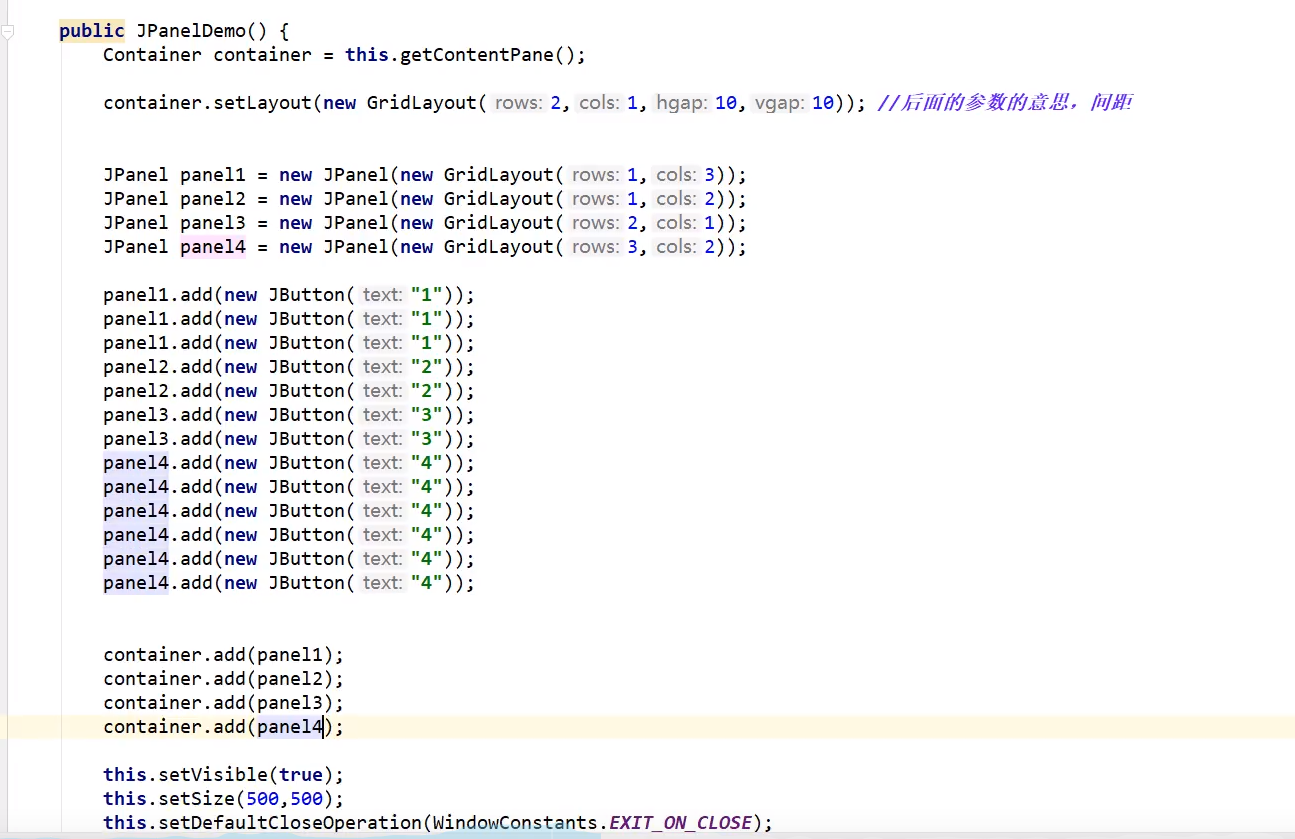 public JPanelDemo() {
Container container = this.getContentPane();
container.setLayout(new GridLayout( rows: 2, cols: 1, hgap: 10, vgap: 10)); //后面的参数的意思，间距
JPanel panel1 = new JPanel(new GridLayout( rows: 1, cols: 3));
JPanel panel2 = new JPanel(new GridLayout( rows: 1, cols: 2));
JPanel panel3 = new JPanel(new GridLayout( rows: 2, cols: 1));
JPanel panel4 = new JPanel(new GridLayout( rows: 3, cols: 2));
panel1.add(new JButton( text: "1"));
panel1.add(new JButton( text: "1"));
panel1.add(new JButton( text: "1"));
panel2.add(new JButton( text: "2"));
panel2.add(new JButton( text: "2"));
panel3.add(new JButton( text: "3"));
panel3.add(new JButton( text: "3"));
panel4.add(new JButton( text: "4"));
panel4.add(new JButton( text: "4"));
panel4.add(new JButton( text: "4"));
panel4.add(new JButton( text: "4"));
panel4.add(new JButton( text: "4"));
panel4.add(new JButton( text: "4"));
container.add(panel1);
container.add(panel2);
container.add(panel3);
container.add(panel4);
this.setVisible(true);
this.setSize(500,500);
this.setDefaultCloseOperation(WindowConstants.EXIT_ON_CLOSE);